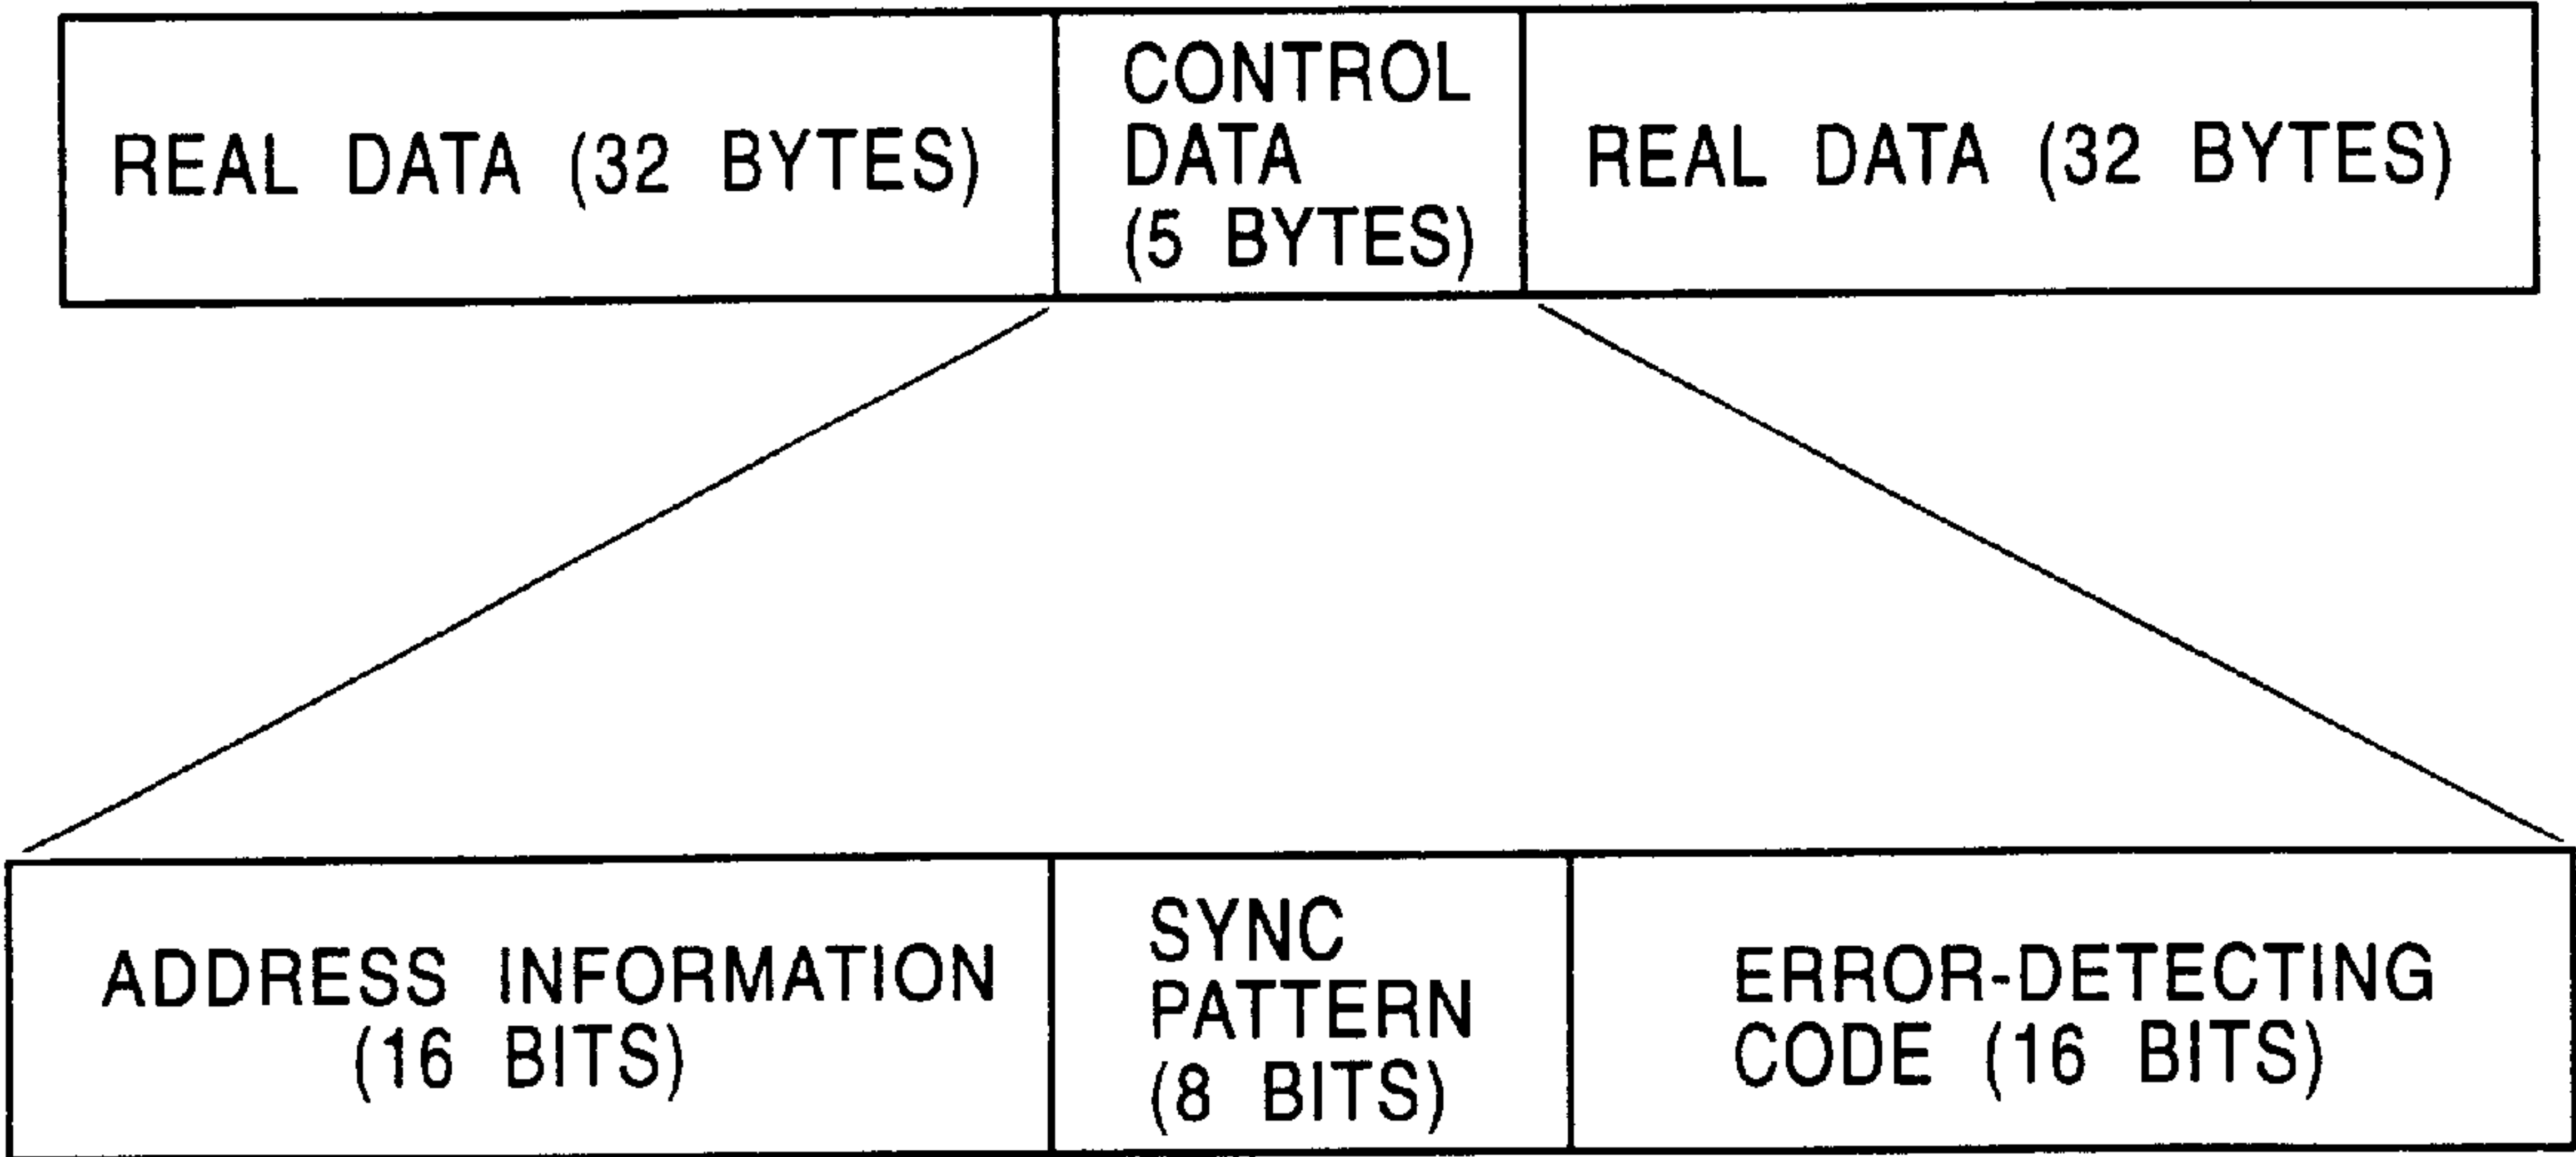 REAL DATA (32 BYTES)
CONTROL
DATA
(5 BYTES)
REAL DATA (32 BYTES)
ADDRESS INFORMATION
(16 BITS)
SYNC
PATTERN
(8 BITS)
ERROR-DETECTING
CODE (16 BITS)